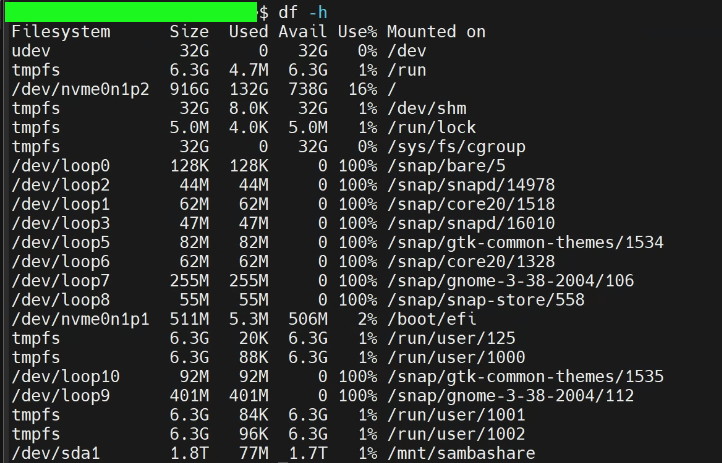 $ df -h
Filesystem      Size  Used Avail Use% Mounted on
udev             32G     0   32G   0% /dev
tmpfs           6.3G  4.7M  6.3G   1% /run
/dev/nvme0n1p2  916G  132G  738G  16% /
tmpfs            32G  8.0K   32G   1% /dev/shm
tmpfs           5.0M  4.0K  5.0M   1% /run/lock
tmpfs            32G     0   32G   0% /sys/fs/cgroup
/dev/loop0      128K  128K     0 100% /snap/bare/5
/dev/loop2       44M   44M     0 100% /snap/snapd/14978
/dev/loop1       62M   62M     0 100% /snap/core20/1518
/dev/loop3       47M   47M     0 100% /snap/snapd/16010
/dev/loop5       82M   82M     0 100% /snap/gtk-common-themes/1534
/dev/loop6       62M   62M     0 100% /snap/core20/1328
/dev/loop7      255M  255M     0 100% /snap/gnome-3-38-2004/106
/dev/loop8       55M   55M     0 100% /snap/snap-store/558
/dev/nvme0n1p1  511M  5.3M  506M   2% /boot/efi
tmpfs           6.3G   20K  6.3G   1% /run/user/125
tmpfs           6.3G   88K  6.3G   1% /run/user/1000
/dev/loop10      92M   92M     0 100% /snap/gtk-common-themes/1535
/dev/loop9      401M  401M     0 100% /snap/gnome-3-38-2004/112
tmpfs           6.3G   84K  6.3G   1% /run/user/1001
tmpfs           6.3G   96K  6.3G   1% /run/user/1002
/dev/sda1       1.8T   77M  1.7T   1% /mnt/sambashare